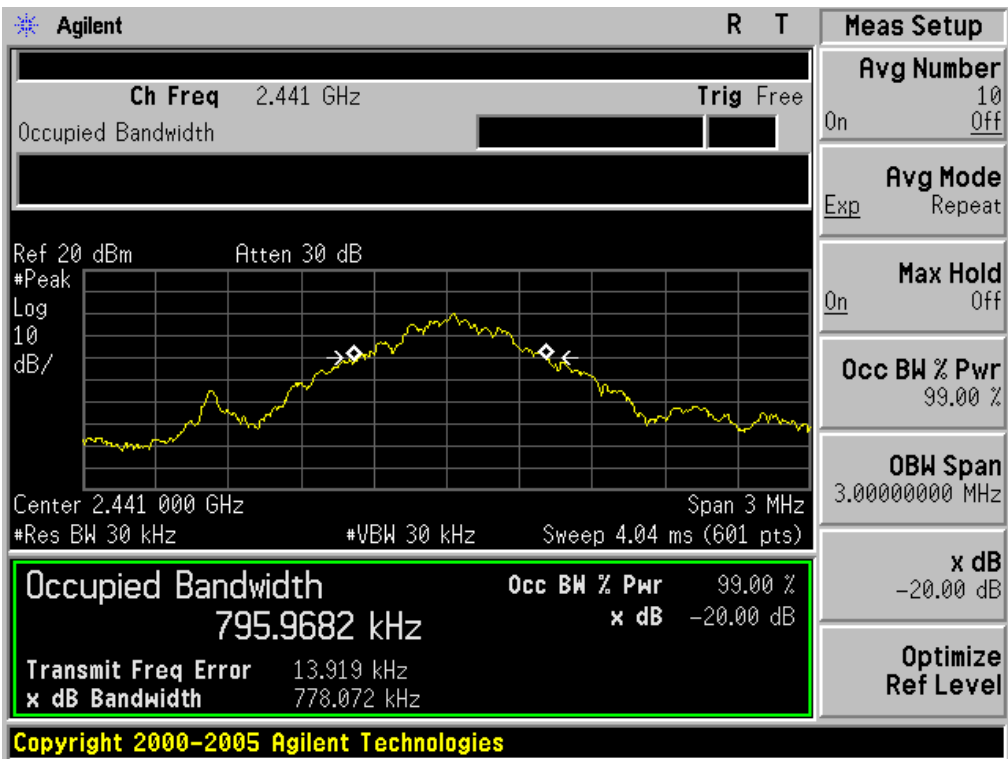 Agilent R T
Ch Freq 2.441 GHz Trig Free
Occupied Bandwidth
Ref 20 dBm Atten 30 dB
#Peak
Log
10
dB/
Center 2.441 000 GHz Span 3 MHz
#Res BW 30 kHz #VBW 30 kHz Sweep 4.04 ms (601 pts)
Occupied Bandwidth Occ BW % Pwr 99.00 %
795.9682 kHz x dB -20.00 dB
Transmit Freq Error 13.919 kHz
x dB Bandwidth 778.072 kHz
Copyright 2000-2005 Agilent Technologies
Meas Setup
Avg Number
10
On Off
Avg Mode
Exp Repeat
Max Hold
On Off
Occ BW % Pwr
99.00 %
OBW Span
3.00000000 MHz
x dB
-20.00 dB
Optimize
Ref Level